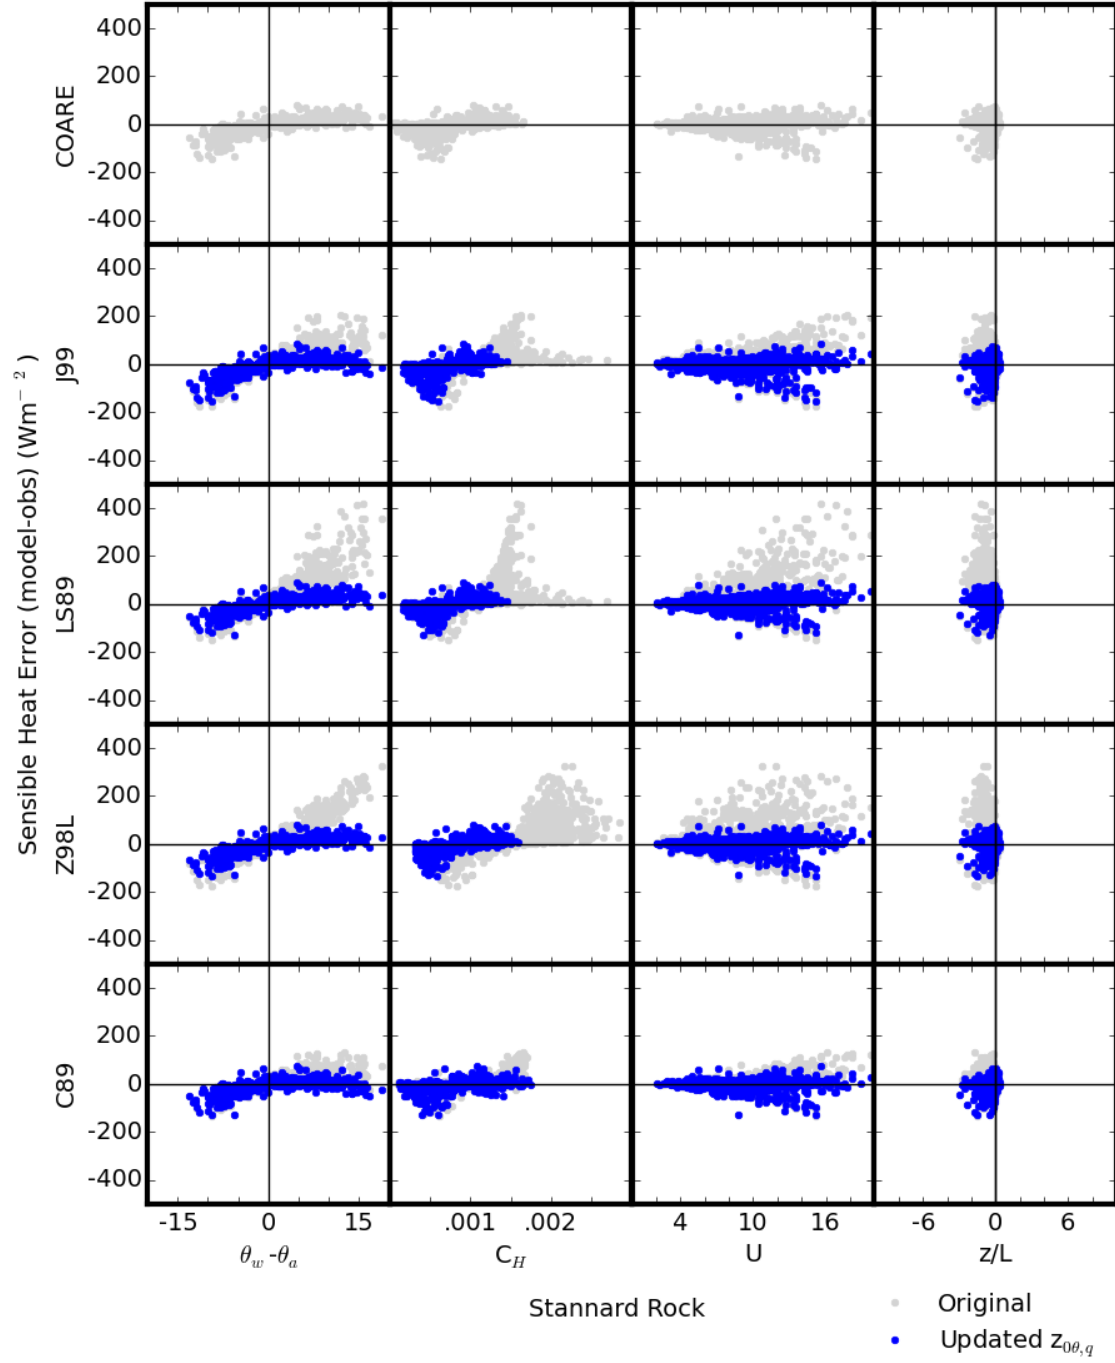 Sensible Heat Error (model-obs) (Wm⁻²)
COARE
400
200
0
-200
-400
J99
400
200
0
-200
-400
LS89
400
200
0
-200
-400
Z98L
400
200
0
-200
-400
C89
400
200
0
-200
-400
-15 0 15 .001 .002 4 10 16 -6 0 6
θw-θa CH U z/L
Stannard Rock
Original
Updated z0θ,q